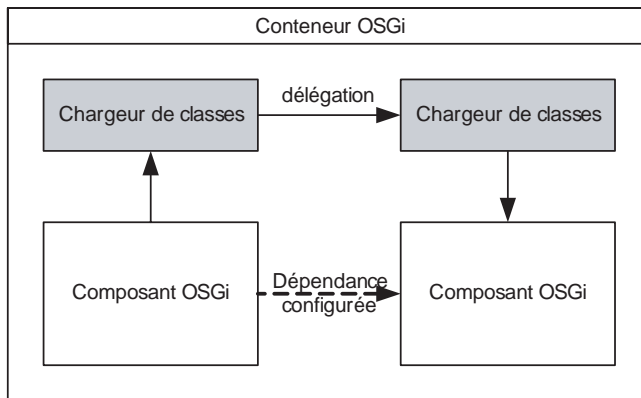 Conteneur OSGi
Chargeur de classes
délégation
Chargeur de classes
Composant OSGi
Dépendance
configurée
Composant OSGi